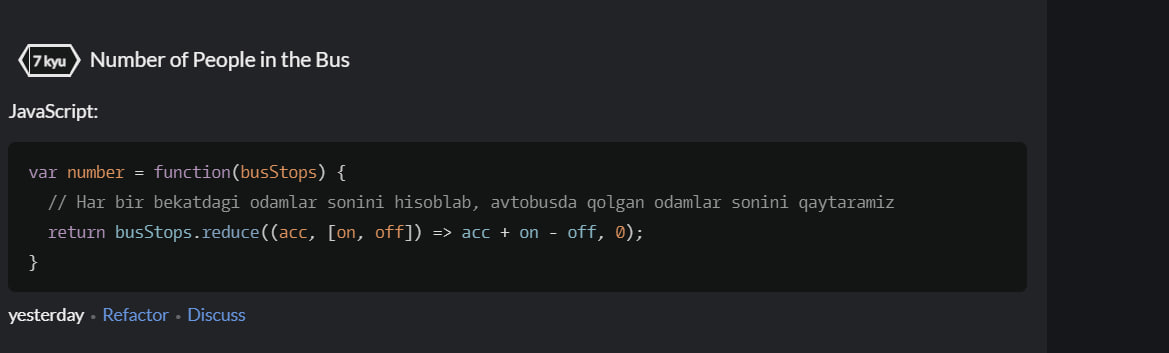 7 kyu Number of People in the Bus
JavaScript:
var number = function(busStops) {
// Har bir bekatdagi odamlar sonini hisoblab, avtobusda qolgan odamlar sonini qaytaramiz
return busStops.reduce((acc, [on, off]) => acc + on - off, 0);
}
yesterday • Refactor • Discuss